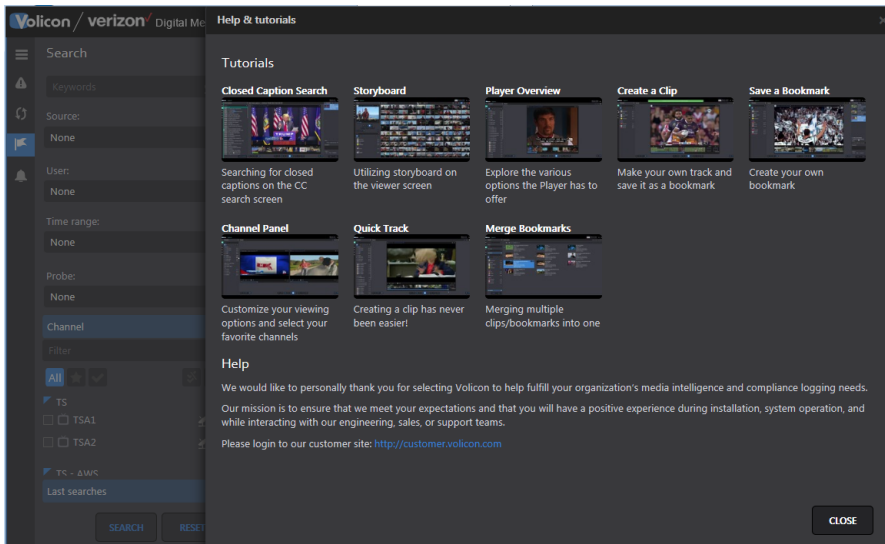 Volicon / verizon Digital Me
Search
Keywords
Source:
None
User:
None
Time range:
None
Probe:
None
Channel
Filter
All
TS
TSA1
TSA2
TS - AWS
Last searches
SEARCH
RESET
Help & tutorials
Tutorials
Closed Caption Search
Searching for closed
captions on the CC
search screen
Storyboard
Utilizing storyboard on
the viewer screen
Player Overview
Explore the various
options the Player has to
offer
Create a Clip
Make your own track and
save it as a bookmark
Save a Bookmark
Create your own
bookmark
Channel Panel
Customize your viewing
options and select your
favorite channels
Quick Track
Creating a clip has never
been easier!
Merge Bookmarks
Merging multiple
clips/bookmarks into one
Help
We would like to personally thank you for selecting Volicon to help fulfill your organization's media intelligence and compliance logging needs.
Our mission is to ensure that we meet your expectations and that you will have a positive experience during installation, system operation, and
while interacting with our engineering, sales, or support teams.
Please login to our customer site: http://customer.volicon.com
CLOSE